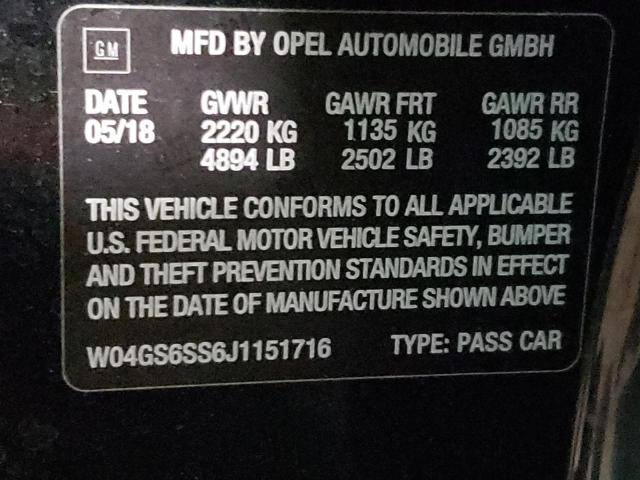 GM MFD BY OPEL AUTOMOBILE GMBH
DATE GVWR GAWR FRT GAWR RR
05/18 2220 KG 1135 KG 1085 KG
4894 LB 2502 LB 2392 LB
THIS VEHICLE CONFORMS TO ALL APPLICABLE
U.S. FEDERAL MOTOR VEHICLE SAFETY, BUMPER
AND THEFT PREVENTION STANDARDS IN EFFECT
ON THE DATE OF MANUFACTURE SHOWN ABOVE
W04GS6SS6J1151716 TYPE: PASS CAR